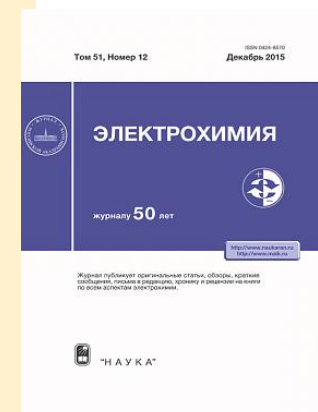 ISSN 0424-8570
Том 51, Номер 12
Декабрь 2015
ЭЛЕКТРОХИМИЯ
журналу 50 лет
http://www.naukaran.ru
http://www.maik.ru
Журнал публикует оригинальные статьи, обзоры, краткие
сообщения, письма в редакцию, хронику и рецензии на книги
по всем аспектам электрохимии.
"НАУКА"